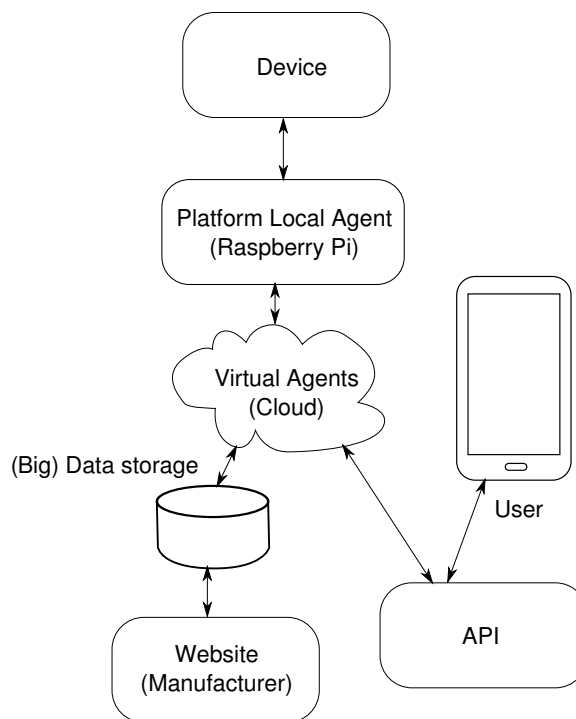 Device
Platform Local Agent
(Raspberry Pi)
Virtual Agents
(Cloud)
(Big) Data storage
User
Website
(Manufacturer)
API